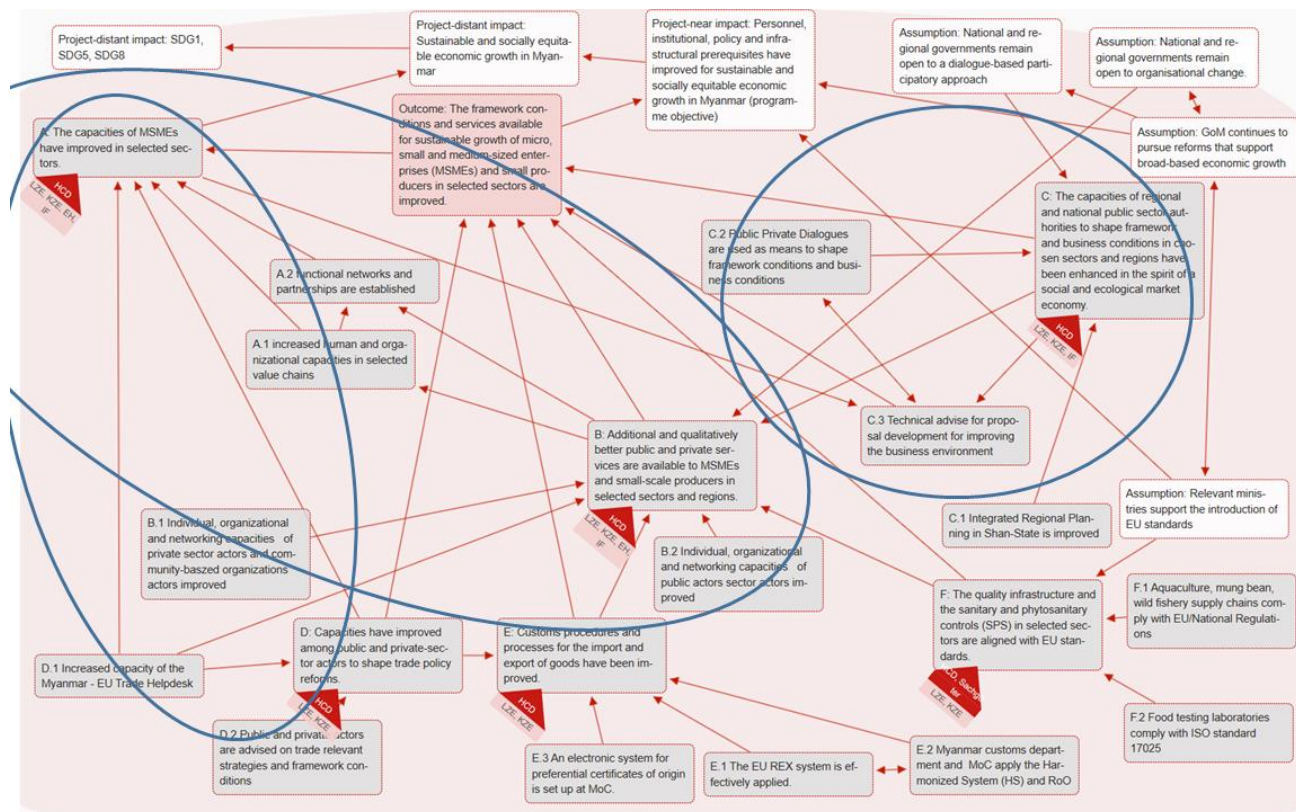 Project-distant impact: SDG1,
SDG5, SDG8
Project-distant impact:
Sustainable and socially equita-
ble economic growth in Myan-
mar
Project-near impact: Personnel,
institutional, policy and infra-
structural prerequisites have
improved for sustainable and
socially equitable economic
growth in Myanmar (program-
me objective)
Assumption: National and re-
gional governments remain
open to a dialogue-based parti-
cipatory approach
Assumption: National and re-
gional governments remain
open to organisational change.
Assumption: GoM continues to
pursue reforms that support
broad-based economic growth
A: The capacities of MSMEs
have improved in selected sec-
tors.
HCD
LZE, KZE, EH,
IF
Outcome: The framework con-
ditions and services available
for sustainable growth of micro,
small and medium-sized enter-
prises (MSMEs) and small pro-
ducers in selected sectors are
improved.
C: The capacities of regional
and national public sector aut-
horities to shape framework
and business conditions in cho-
sen sectors and regions have
been enhanced in the spirit of a
social and ecological market
economy.
HCD
LZE, KZE, IF
C.2 Public Private Dialogues
are used as means to shape
framework conditions and busi-
ness conditions
A.2 functional networks and
partnerships are established
A.1 increased human and orga-
nizational capacities in selected
value chains
C.3 Technical advise for propo-
sal development for improving
the business environment
B: Additional and qualitatively
better public and private ser-
vices are available to MSMEs
and small-scale producers in
selected sectors and regions.
HCD
LZE, KZE, EH,
IF
Assumption: Relevant minis-
tries support the introduction of
EU standards
C.1 Integrated Regional Plan-
ning in Shan-State is improved
B.1 Individual, organizational
and networking capacities of
private sector actors and com-
munity-baszed organizations
actors improved
B.2 Individual, organizational
and networking capacities of
public actors sector actors im-
proved
F: The quality infrastructure and
the sanitary and phytosanitary
controls (SPS) in selected sec-
tors are aligned with EU stan-
dards.
LZE, KZE
F.1 Aquaculture, mung bean,
wild fishery supply chains com-
ply with EU/National Regulati-
ons
D.1 Increased capacity of the
Myanmar - EU Trade Helpdesk
D: Capacities have improved
among public and private-sec-
tor actors to shape trade policy
reforms.
HCD
LZE, KZE
E: Customs procedures and
processes for the import and
export of goods have been im-
proved.
HCD
LZE, KZE
D.2 Public and private actors
are advised on trade relevant
strategies and framework con-
ditions
E.3 An electronic system for
preferential certificates of origin
is set up at MoC.
E.1 The EU REX system is ef-
fectively applied.
E.2 Myanmar customs depart-
ment and MoC apply the Har-
monized System (HS) and RoO
F.2 Food testing laboratories
comply with ISO standard
17025